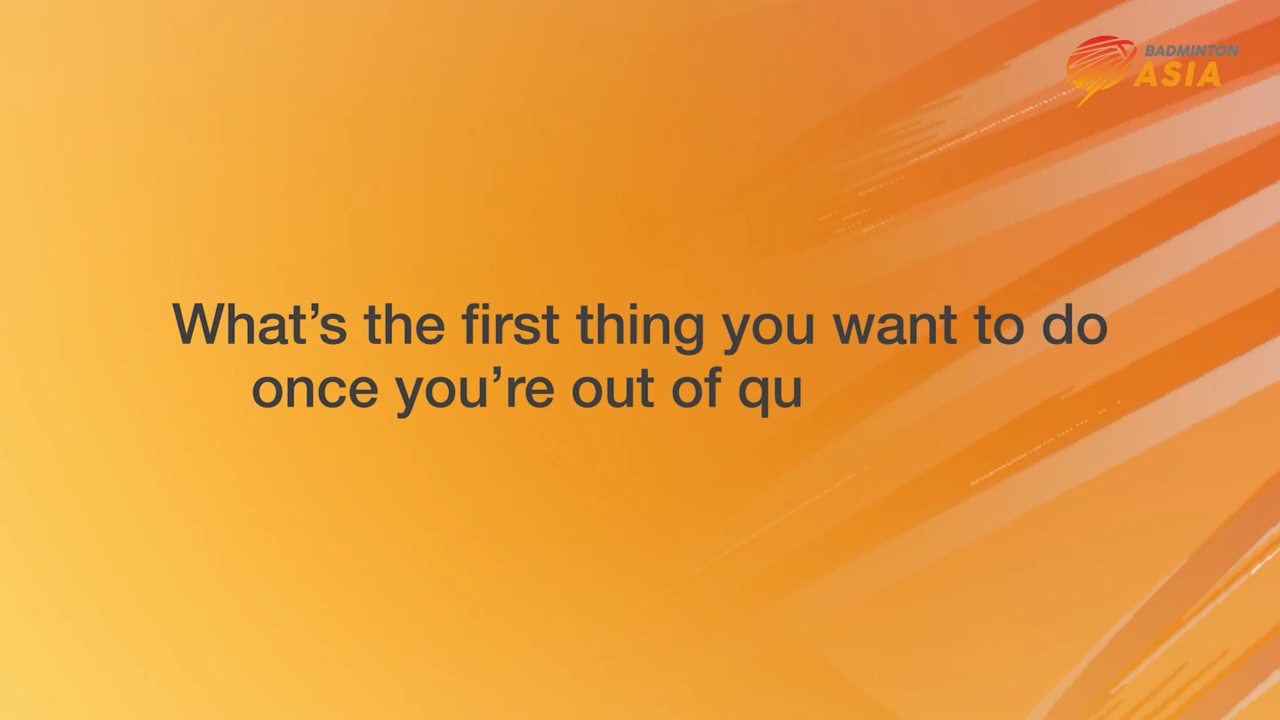 BADMINTON
ASIA
What’s the first thing you want to do
once you’re out of qu